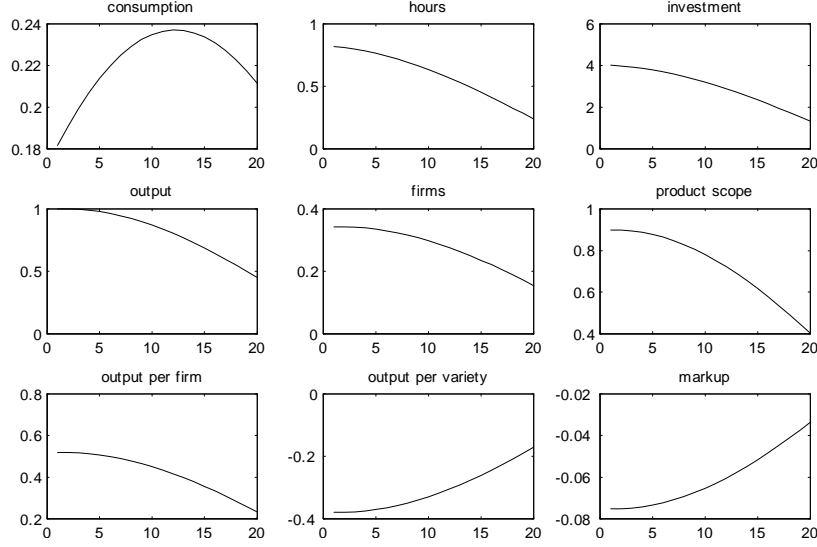 consumption hours investment
0.24 1 6
0.22 4
0.5
0.2 2
0.18 0 0
0 5 10 15 20 0 5 10 15 20 0 5 10 15 20
output firms product scope
1 0.4 1
0.8
0.5 0.2
0.6
0 0 0.4
0 5 10 15 20 0 5 10 15 20 0 5 10 15 20
output per firm output per variety markup
0.8 0 -0.02
0.6 -0.04
-0.2
0.4 -0.06
0.2 -0.4 -0.08
0 5 10 15 20 0 5 10 15 20 0 5 10 15 20